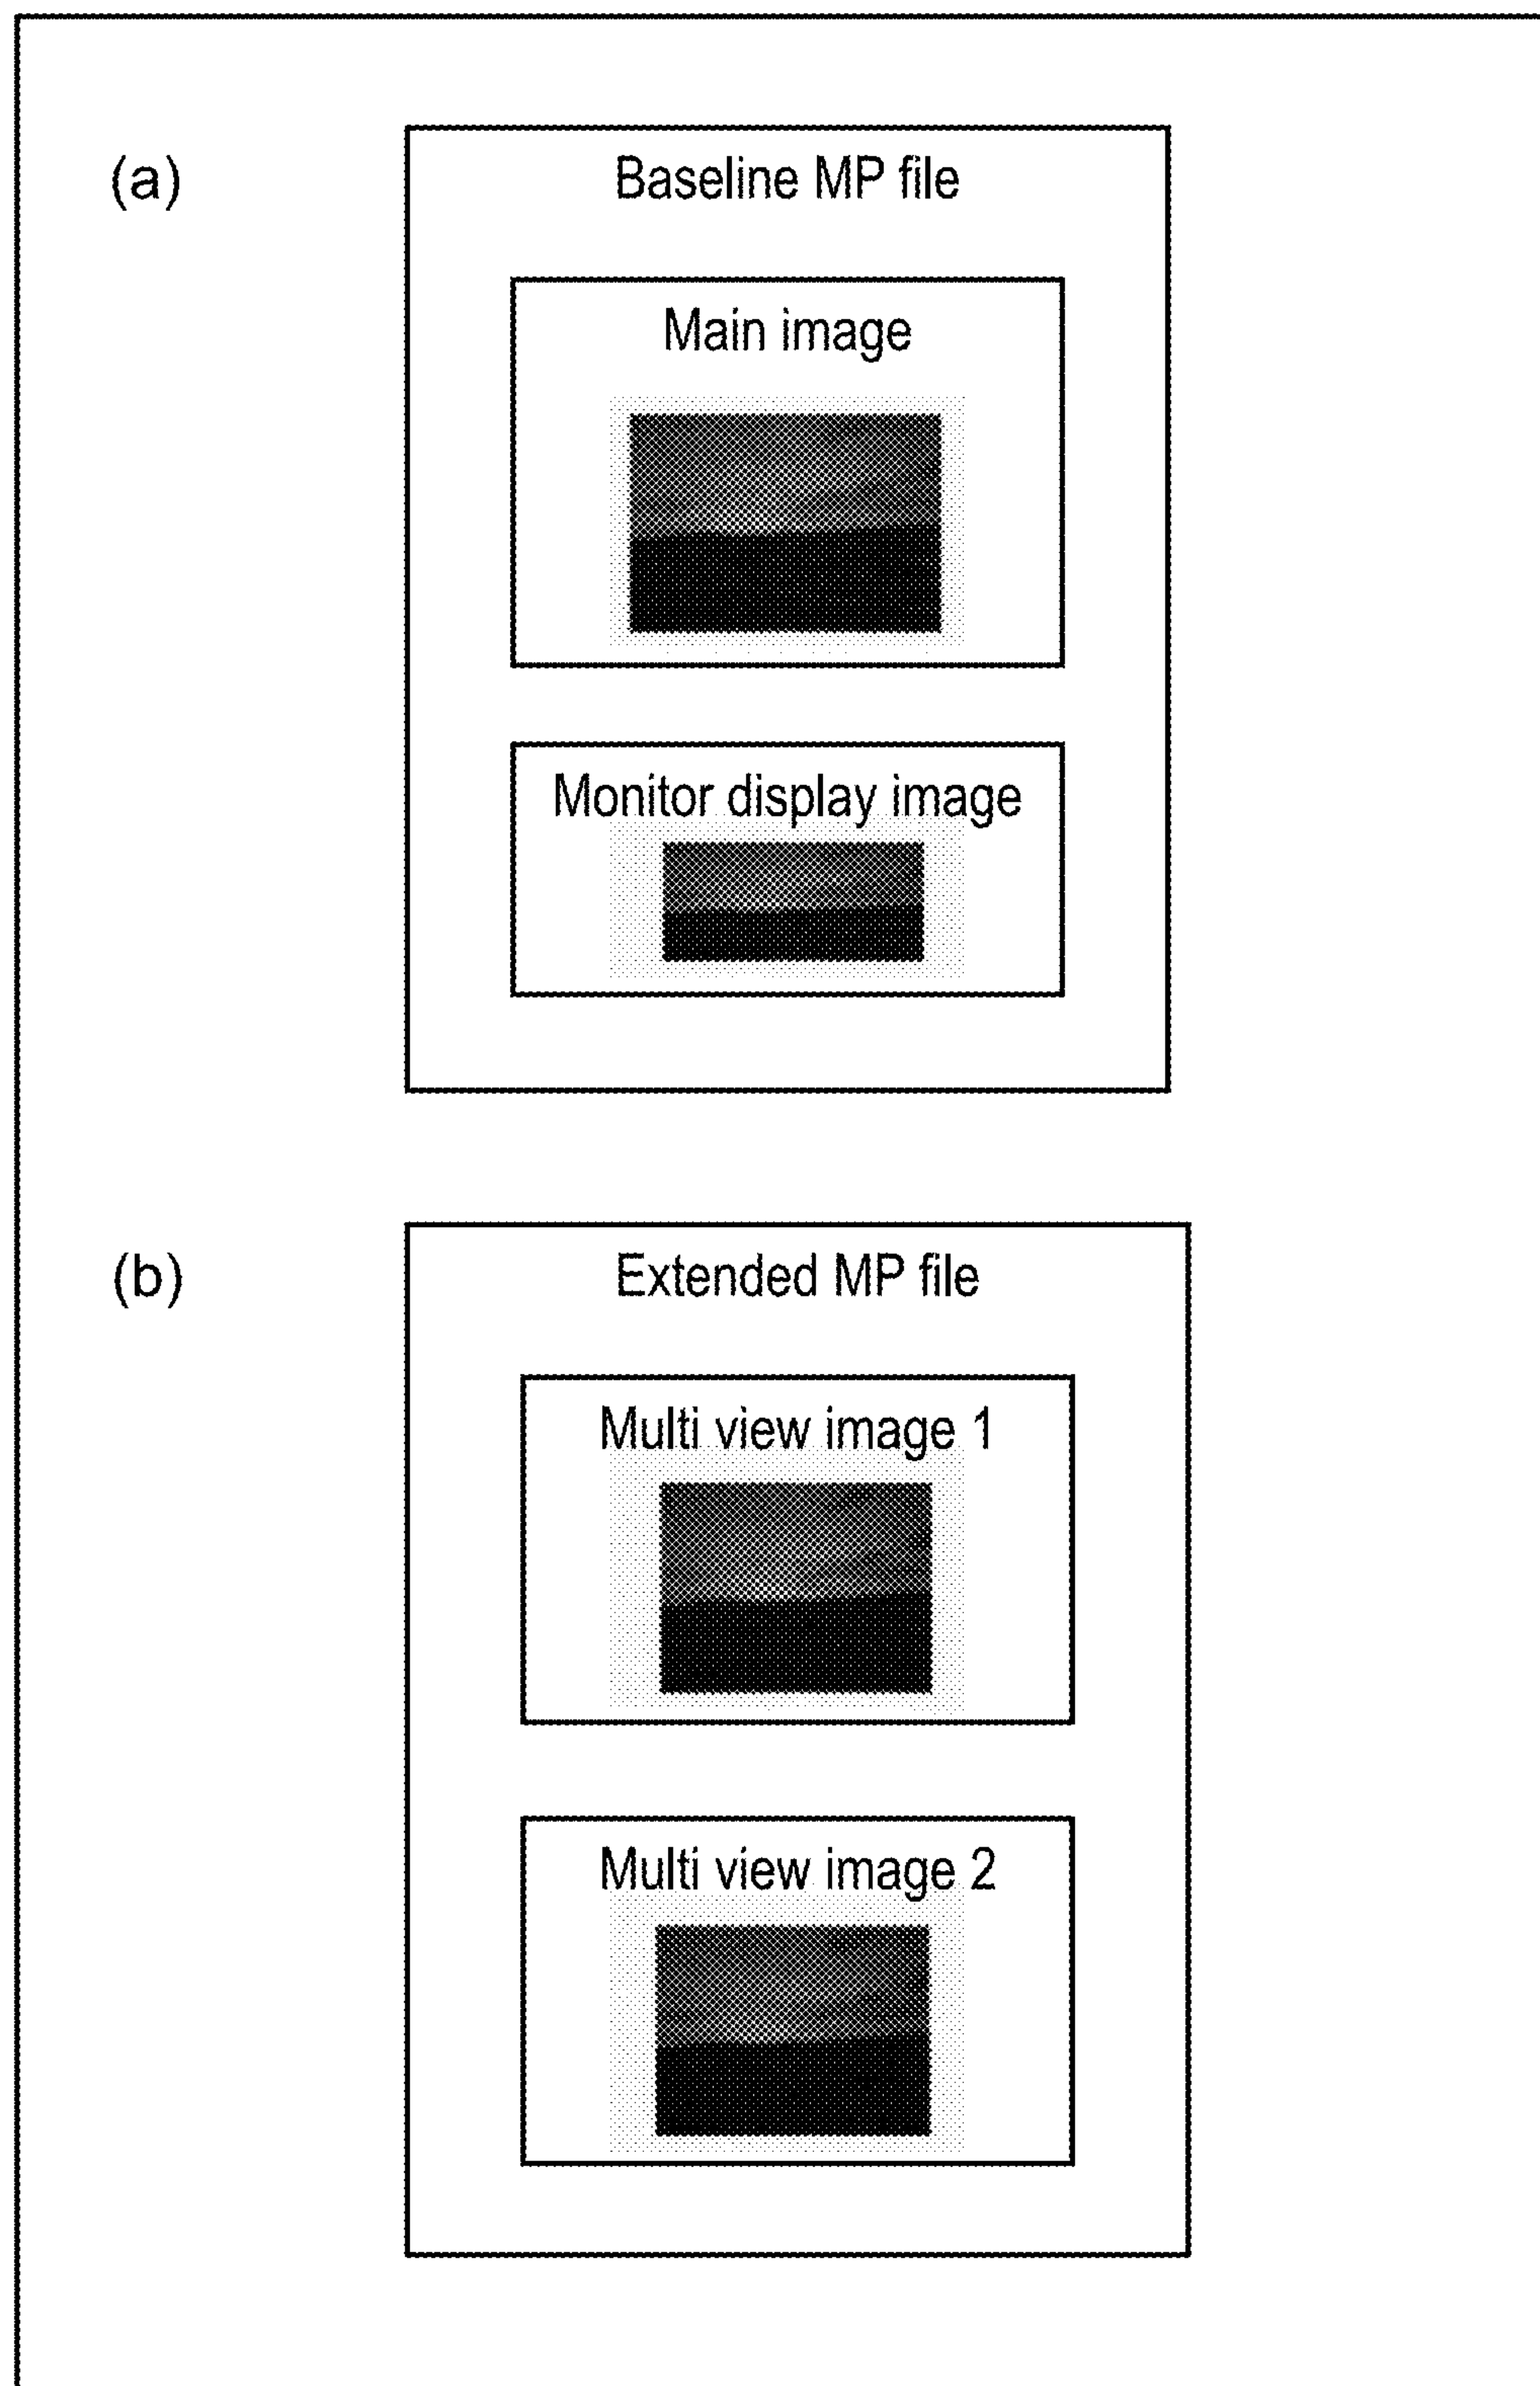 (a)
Baseline MP file
Main image
Monitor display image
(b)
Extended MP file
Multi view image 1
Multi view image 2